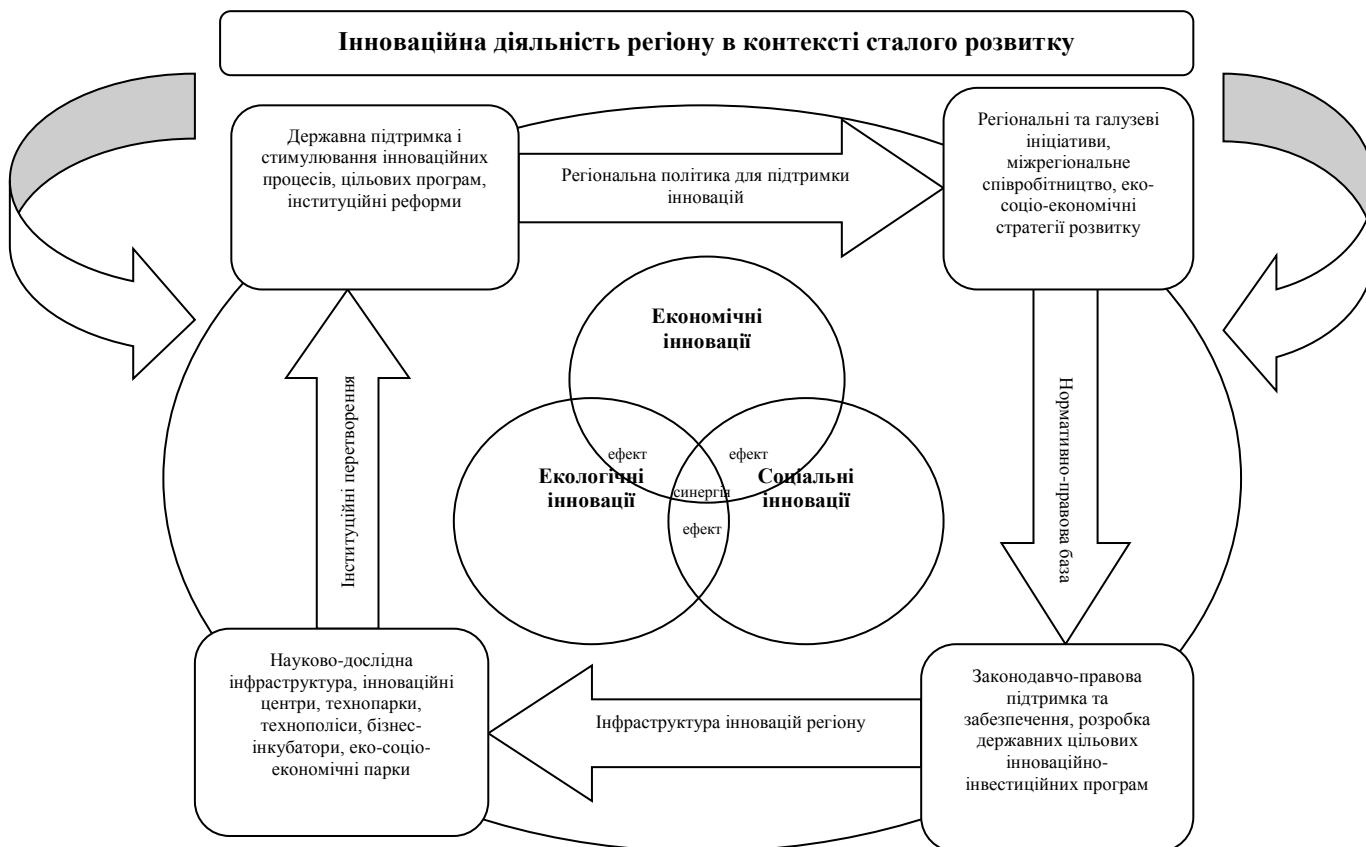 Інноваційна діяльність регіону в контексті сталого розвитку
Державна підтримка і
стимулювання інноваційних
процесів, цільових програм,
інституційні реформи
Регіональна політика для підтримки
інновацій
Регіональні та галузеві
ініціативи,
міжрегіональне
співробітництво, еко-
соціо-економічні
стратегії розвитку
Економічні
інновації
Інституційні перетворення
Нормативно-правова база
ефект
ефект
Екологічні
інновації
синергія
Соціальні
інновації
ефект
Науково-дослідна
інфраструктура, інноваційні
центри, технопарки,
технополіси, бізнес-
інкубатори, еко-соціо-
економічні парки
Інфраструктура інновацій регіону
Законодавчо-правова
підтримка та
забезпечення, розробка
державних цільових
інноваційно-
інвестиційних програм